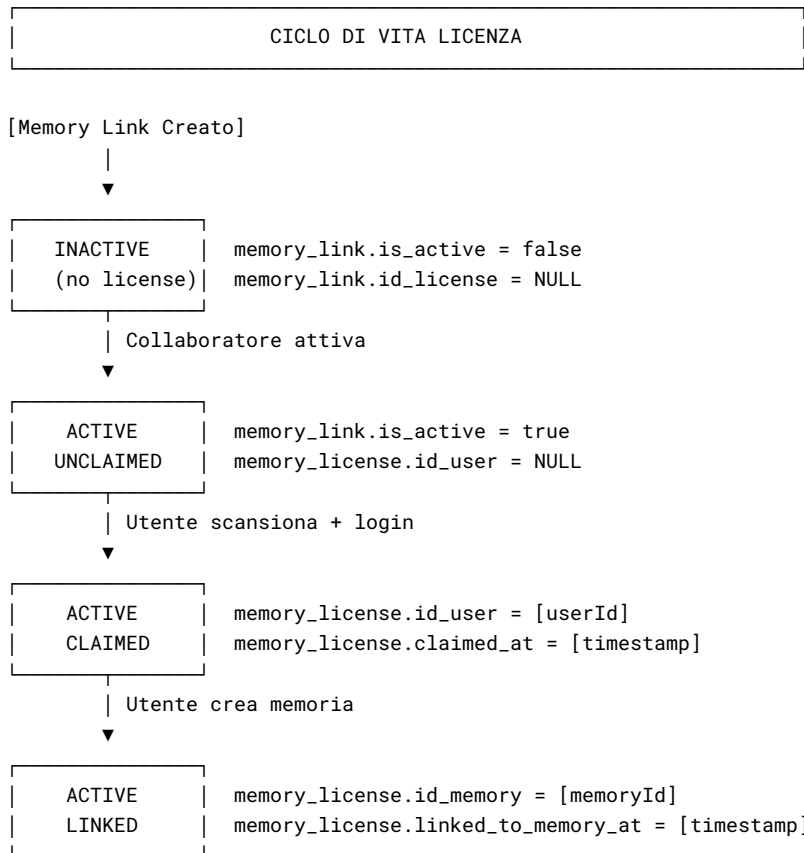 CICLO DI VITA LICENZA
[Memory Link Creato]
INACTIVE memory_link.is_active = false
(no license) memory_link.id_license = NULL
Collaboratore attiva
ACTIVE memory_link.is_active = true
UNCLAIMED memory_license.id_user = NULL
Utente scansiona + login
ACTIVE memory_license.id_user = [userId]
CLAIMED memory_license.claimed_at = [timestamp]
Utente crea memoria
ACTIVE memory_license.id_memory = [memoryId]
LINKED memory_license.linked_to_memory_at = [timestamp]